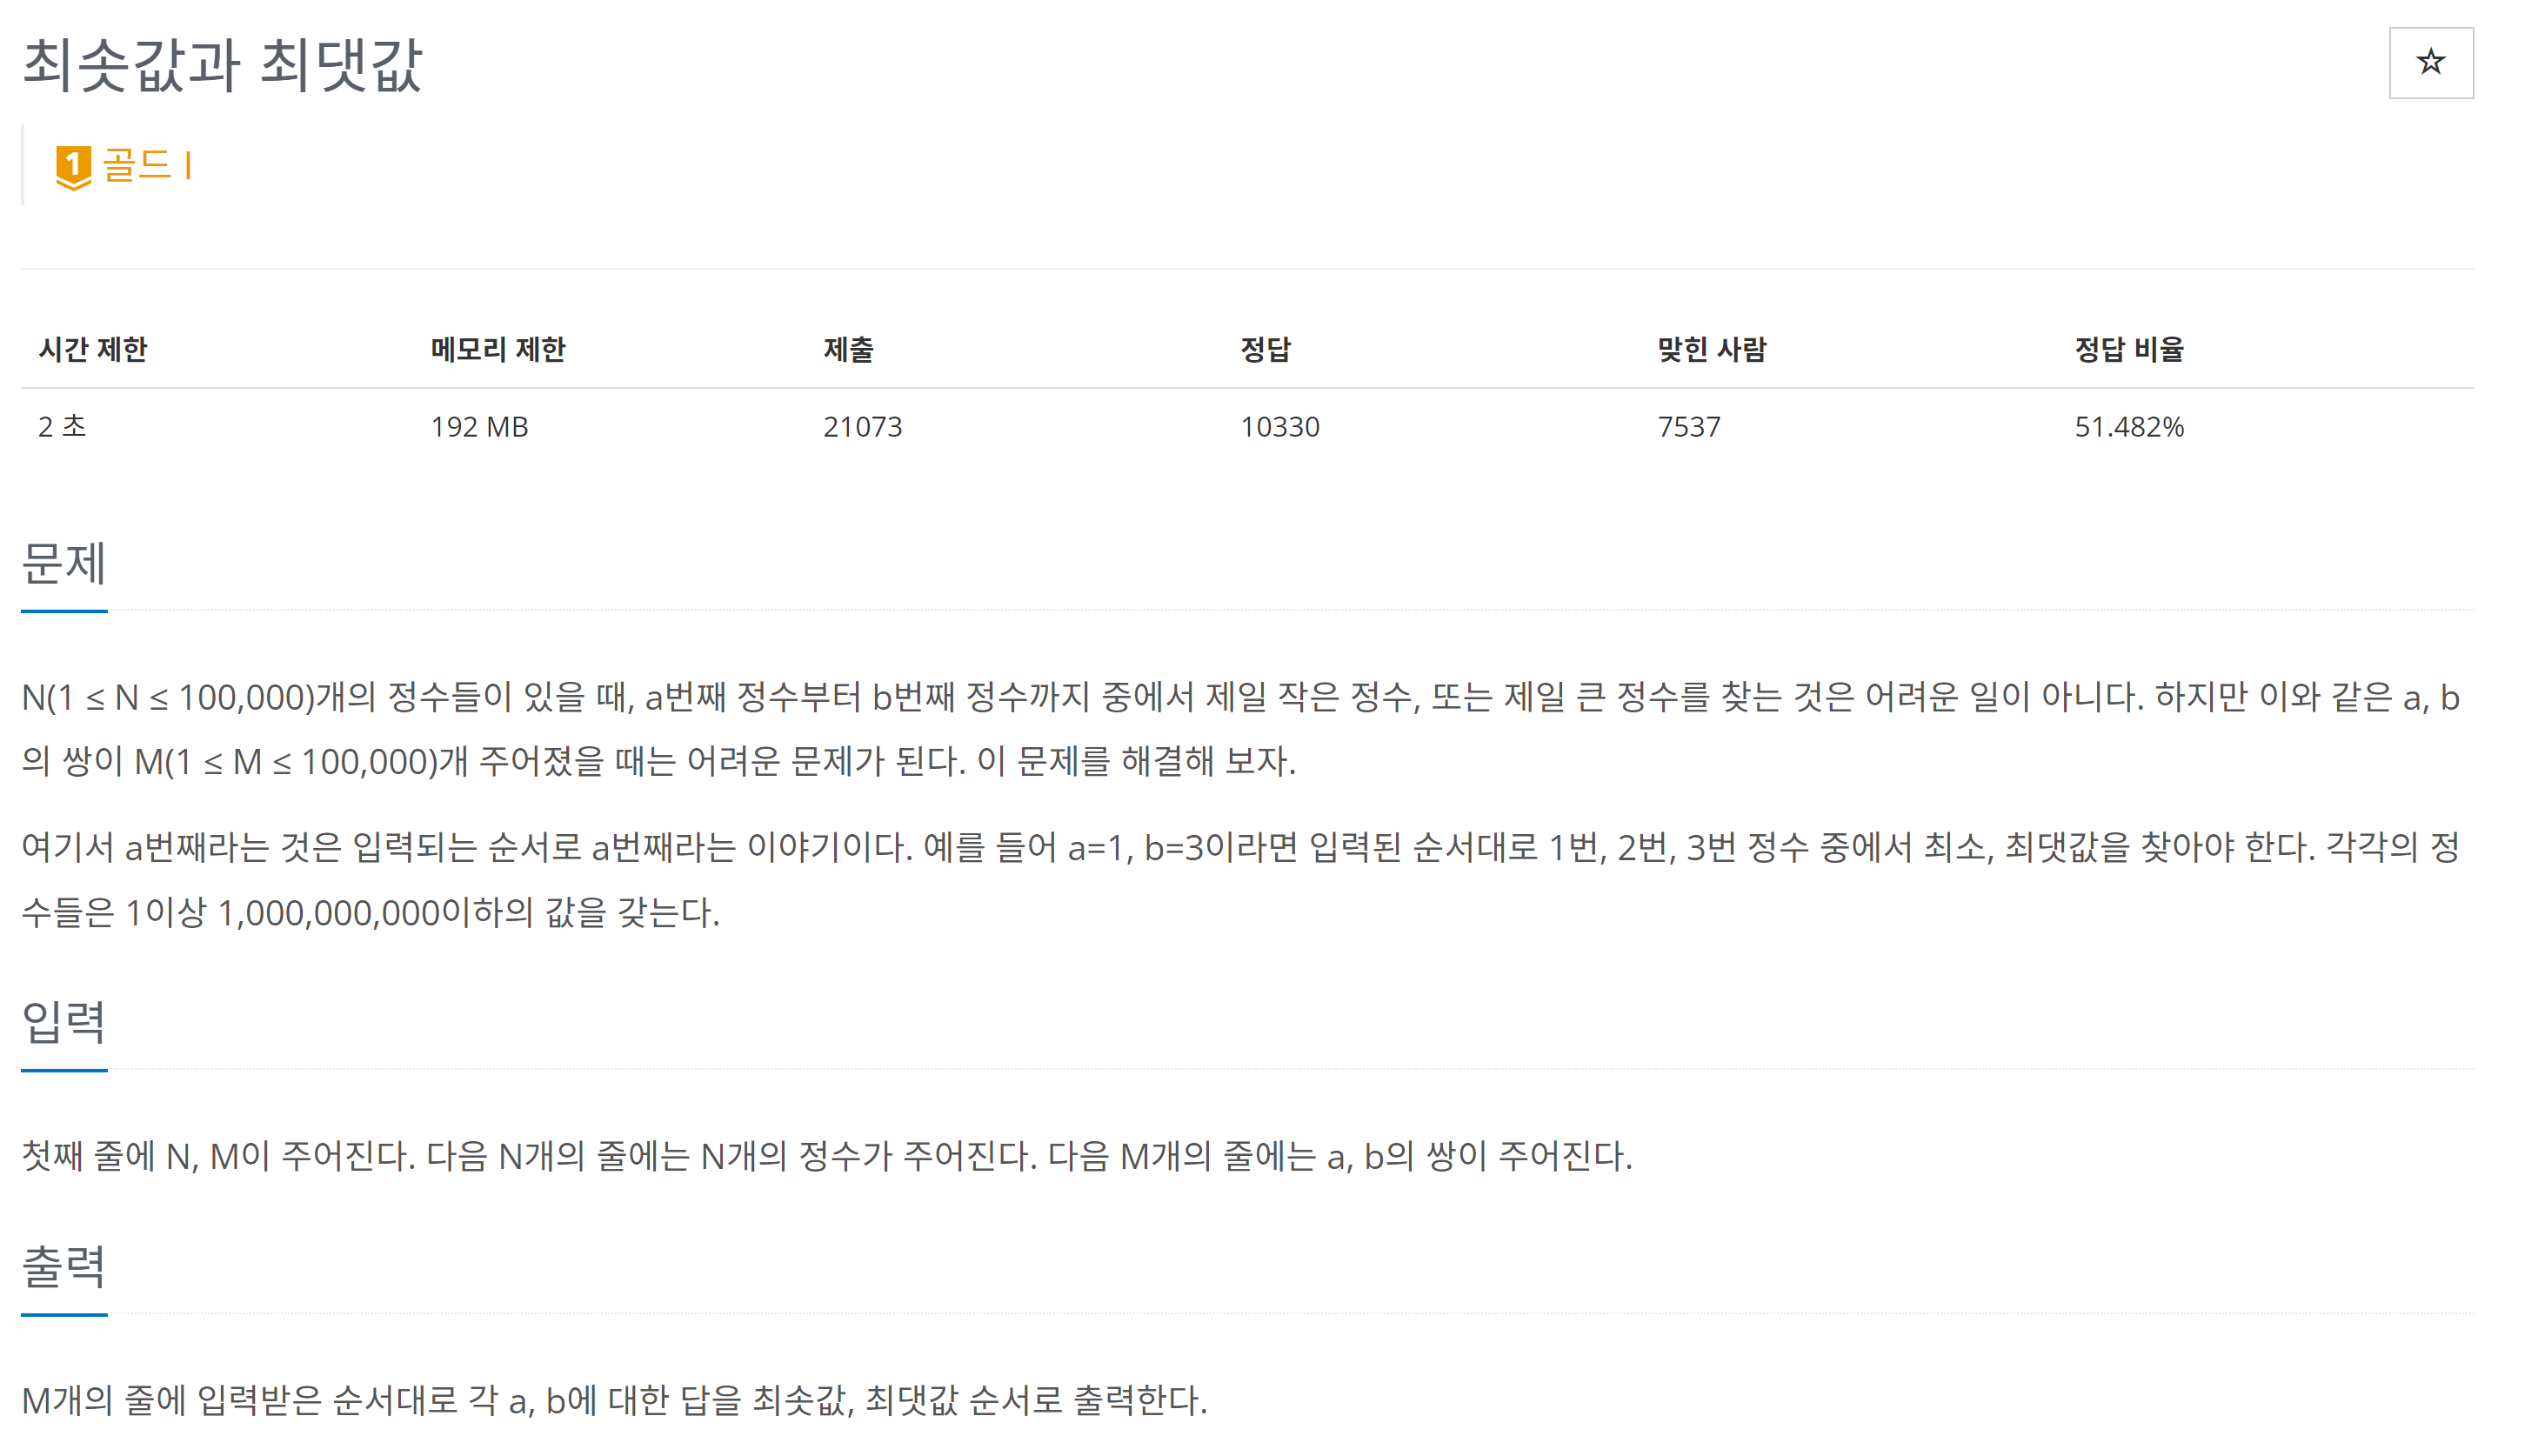 최솟값과 최댓값
☆
1 골드 I
시간 제한 메모리 제한 제출 정답 맞힌 사람 정답 비율
2 초 192 MB 21073 10330 7537 51.482%
문제
N(1 ≤ N ≤ 100,000)개의 정수들이 있을 때, a번째 정수부터 b번째 정수까지 중에서 제일 작은 정수, 또는 제일 큰 정수를 찾는 것은 어려운 일이 아니다. 하지만 이와 같은 a, b
의 쌍이 M(1 ≤ M ≤ 100,000)개 주어졌을 때는 어려운 문제가 된다. 이 문제를 해결해 보자.
여기서 a번째라는 것은 입력되는 순서로 a번째라는 이야기이다. 예를 들어 a=1, b=3이라면 입력된 순서대로 1번, 2번, 3번 정수 중에서 최소, 최댓값을 찾아야 한다. 각각의 정
수들은 1이상 1,000,000,000이하의 값을 갖는다.
입력
첫째 줄에 N, M이 주어진다. 다음 N개의 줄에는 N개의 정수가 주어진다. 다음 M개의 줄에는 a, b의 쌍이 주어진다.
출력
M개의 줄에 입력받은 순서대로 각 a, b에 대한 답을 최솟값, 최댓값 순서로 출력한다.